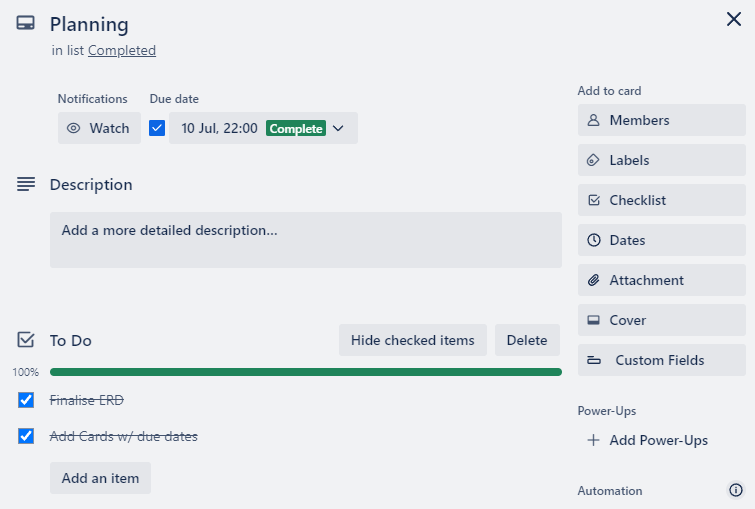 Planning
in list Completed
Notifications
Due date
Watch
10 Jul, 22:00 Complete
Description
Add a more detailed description...
To Do
Hide checked items
Delete
100%
Finalise ERD
Add Cards w/ due dates
Add an item
Add to card
Members
Labels
Checklist
Dates
Attachment
Cover
Custom Fields
Power-Ups
Add Power-Ups
Automation